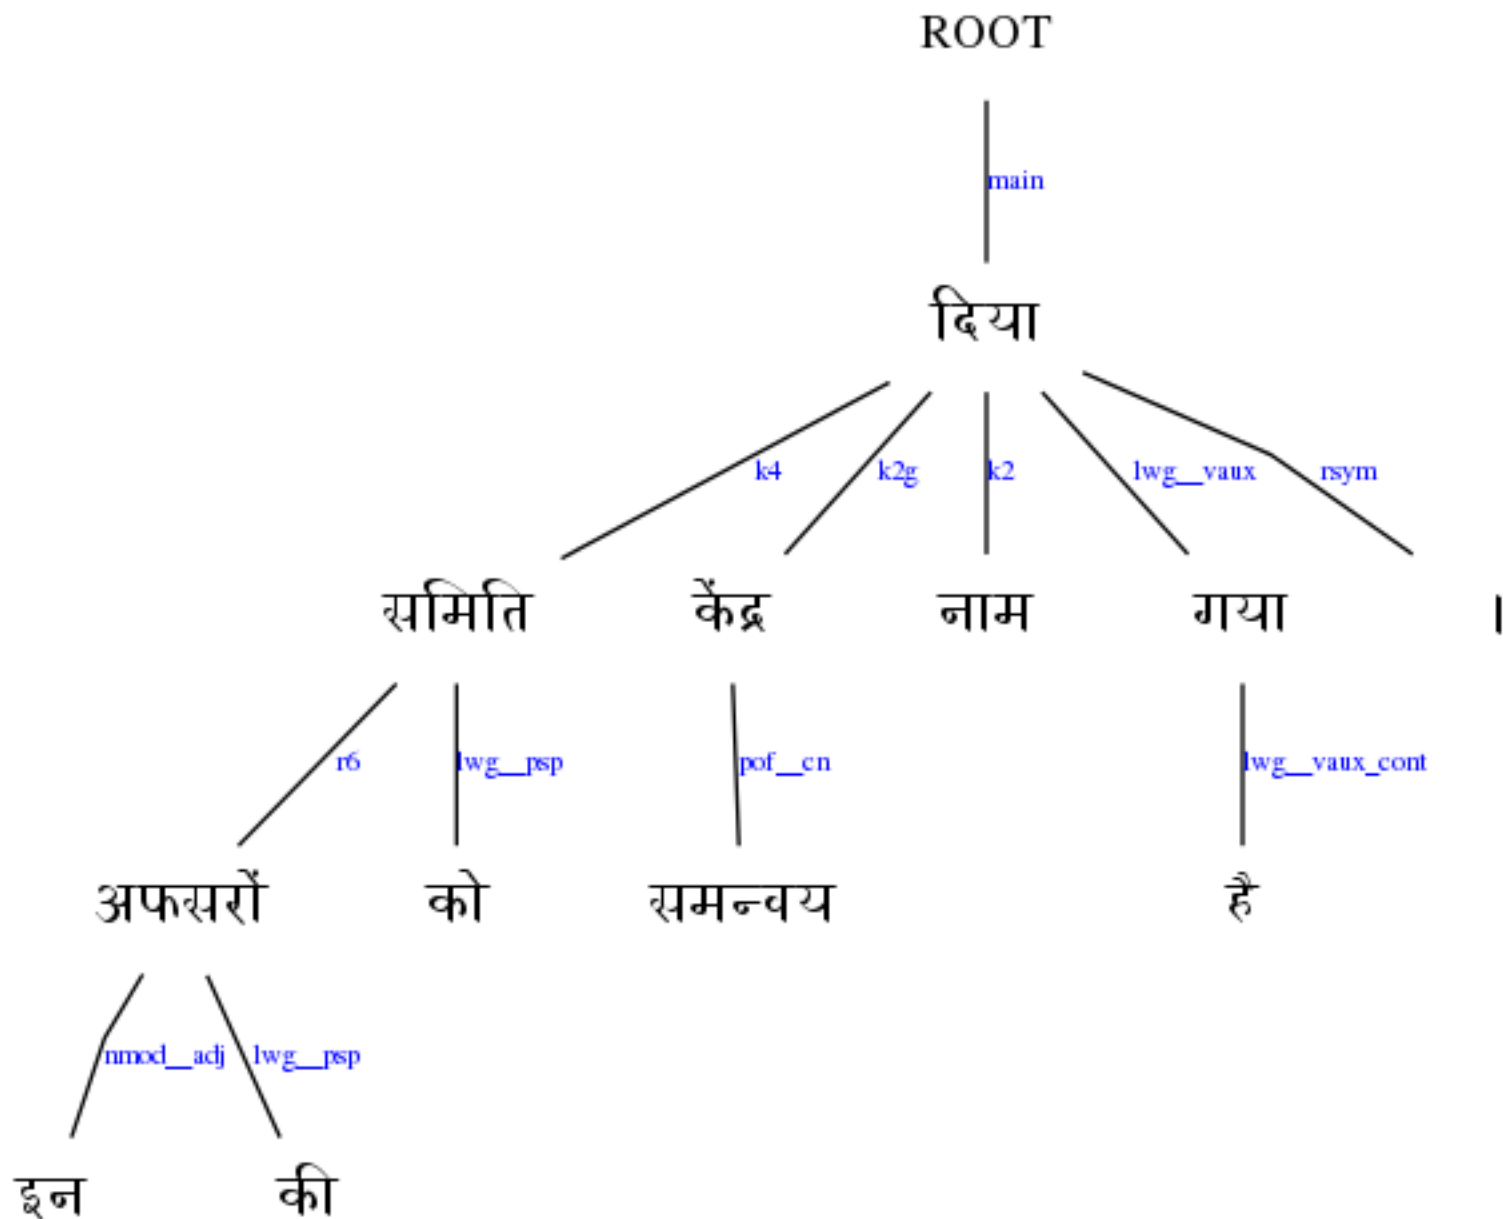 ROOT
main
दिया
k4 k2g k2 lwg__vaux rsym
समिति केंद्र नाम गया ।
r6 lwg__psp pof__cn lwg__vaux_cont
अफसरों को समन्वय है
nmod__adj lwg__psp
इन की